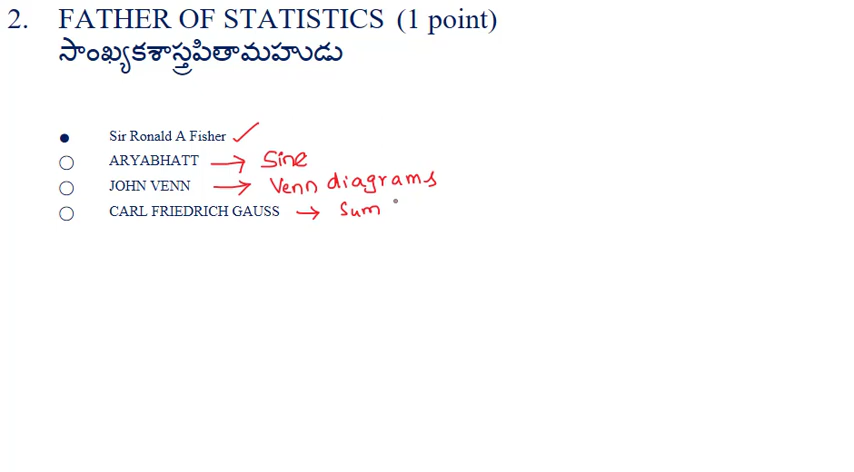 2. FATHER OF STATISTICS (1 point)
సాంఖ్యకశాస్త్రపితామహుడు
Sir Ronald A Fisher
ARYABHATT → Sine
JOHN VENN → Venn diagrams
CARL FRIEDRICH GAUSS → Sum